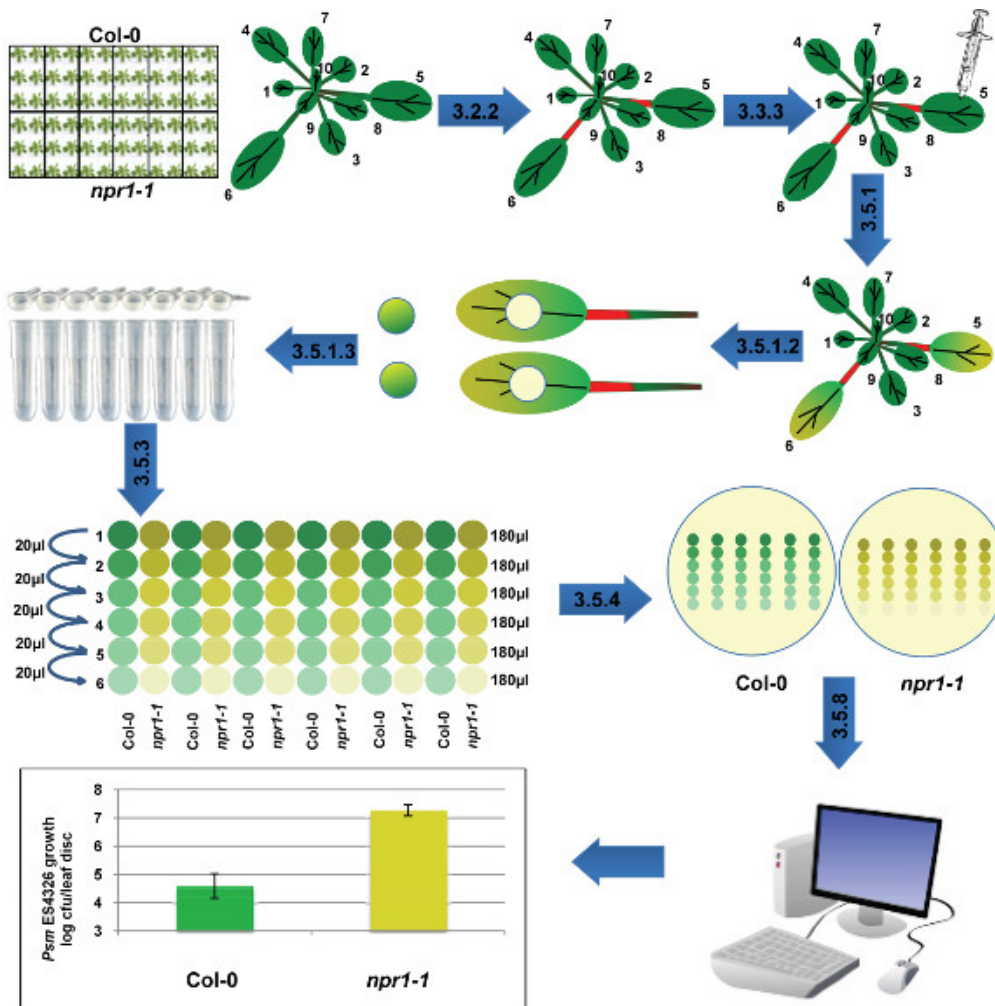 Col-0
npr1-1
4 7 10 2 5 1 9 8 3 6
3.2.2
4 7 10 2 5 1 9 8 3 6
3.3.3
4 7 10 2 5 1 9 8 3 6
3.5.1
4 7 10 2 5 1 9 8 3 6
3.5.1.2
3.5.1.3
3.5.3
20µl 1 180µl
20µl 2 180µl
20µl 3 180µl
20µl 4 180µl
20µl 5 180µl
6 180µl
Col-0 npr1-1 Col-0 npr1-1 Col-0 npr1-1 Col-0 npr1-1 Col-0 npr1-1 Col-0 npr1-1
3.5.4
Col-0 npr1-1
3.5.8
Psm ES4326 growth
log cfu/leaf disc
8
7
6
5
4
3
Col-0 npr1-1